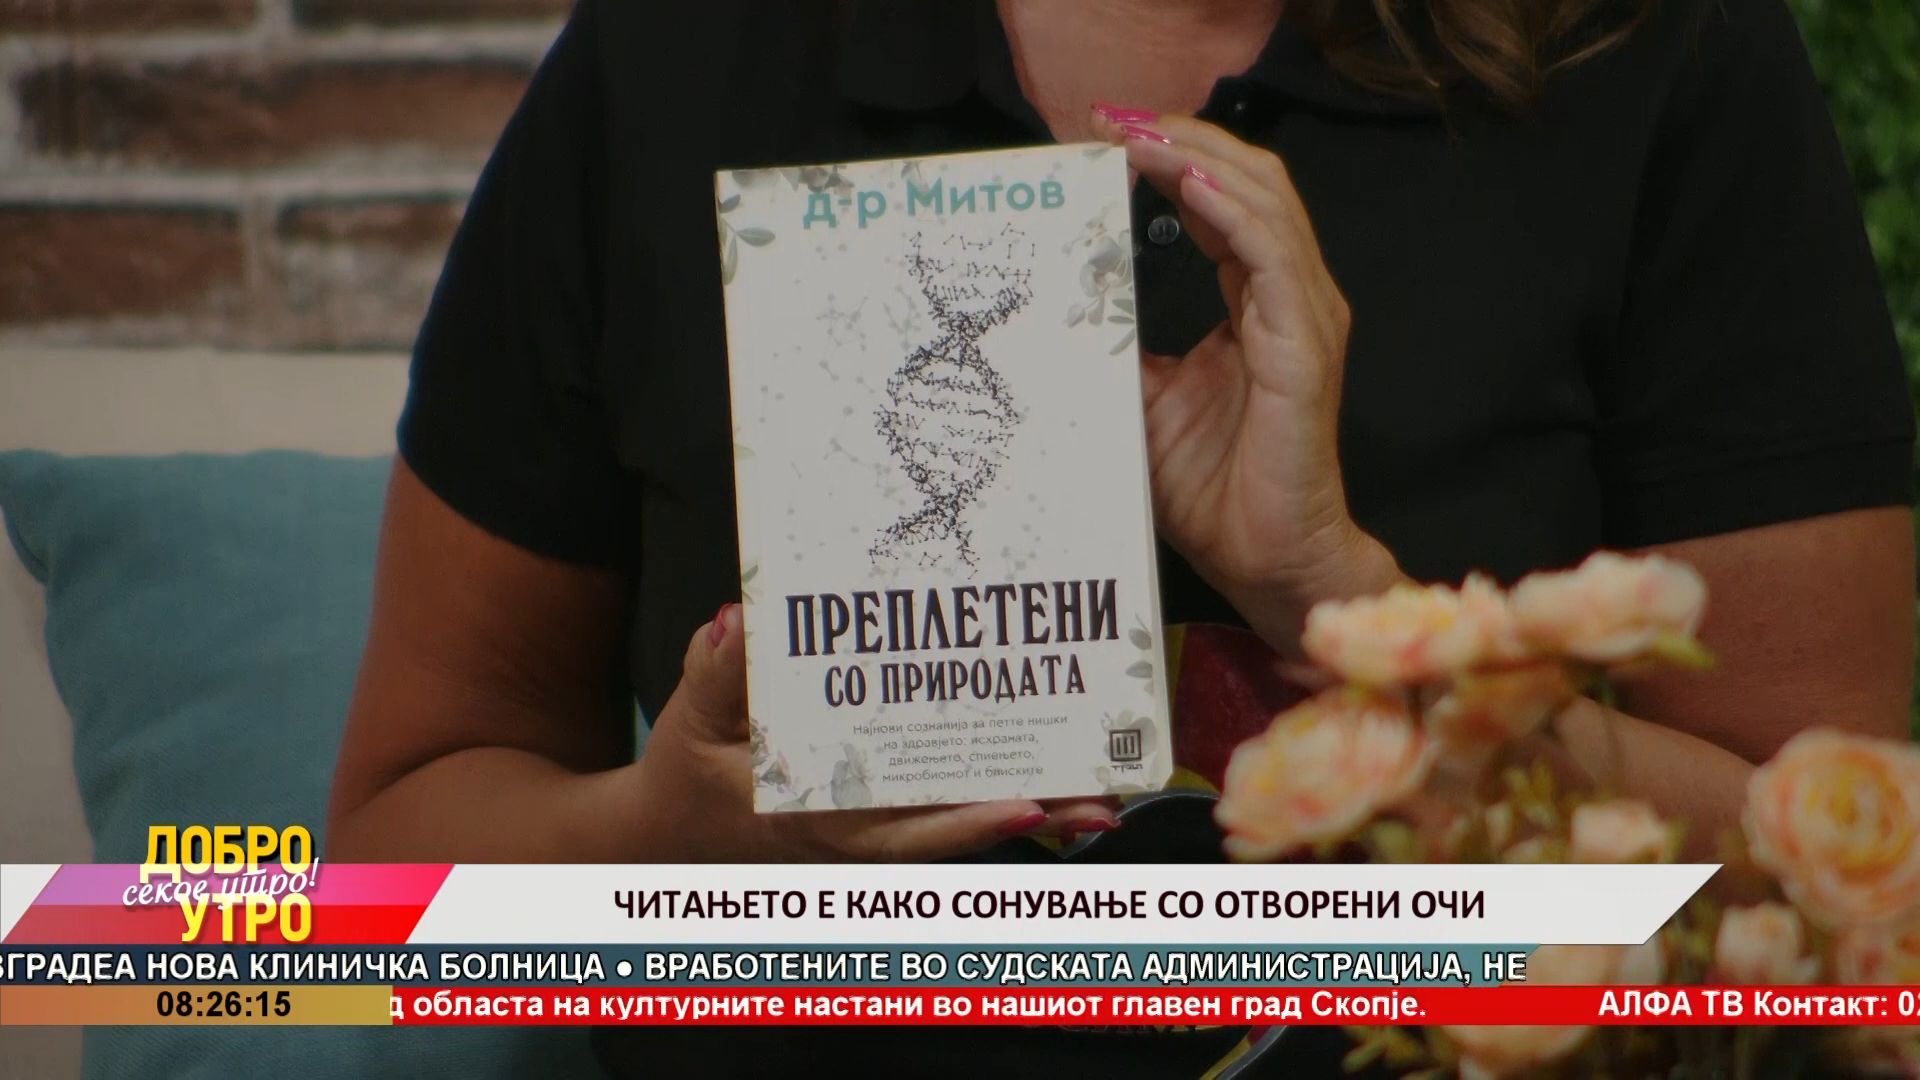 д-р Митов
ПРЕПЛЕТЕНИ
СО ПРИРОДАТА
Најнови сознанија за петте нишки
на здравјето: исхраната,
движењето, спиењето,
микробиомот и блиските
ДОБРО
секое утро!
УТРО
ЧИТАЊЕТО Е КАКО СОНУВАЊЕ СО ОТВОРЕНИ ОЧИ
ЗГРАДЕА НОВА КЛИНИЧКА БОЛНИЦА ● ВРАБОТЕНИТЕ ВО СУДСКАТА АДМИНИСТРАЦИЈА, НЕ
08:26:15
д областа на културните настани во нашиот главен град Скопје. АЛФА ТВ Контакт: 02